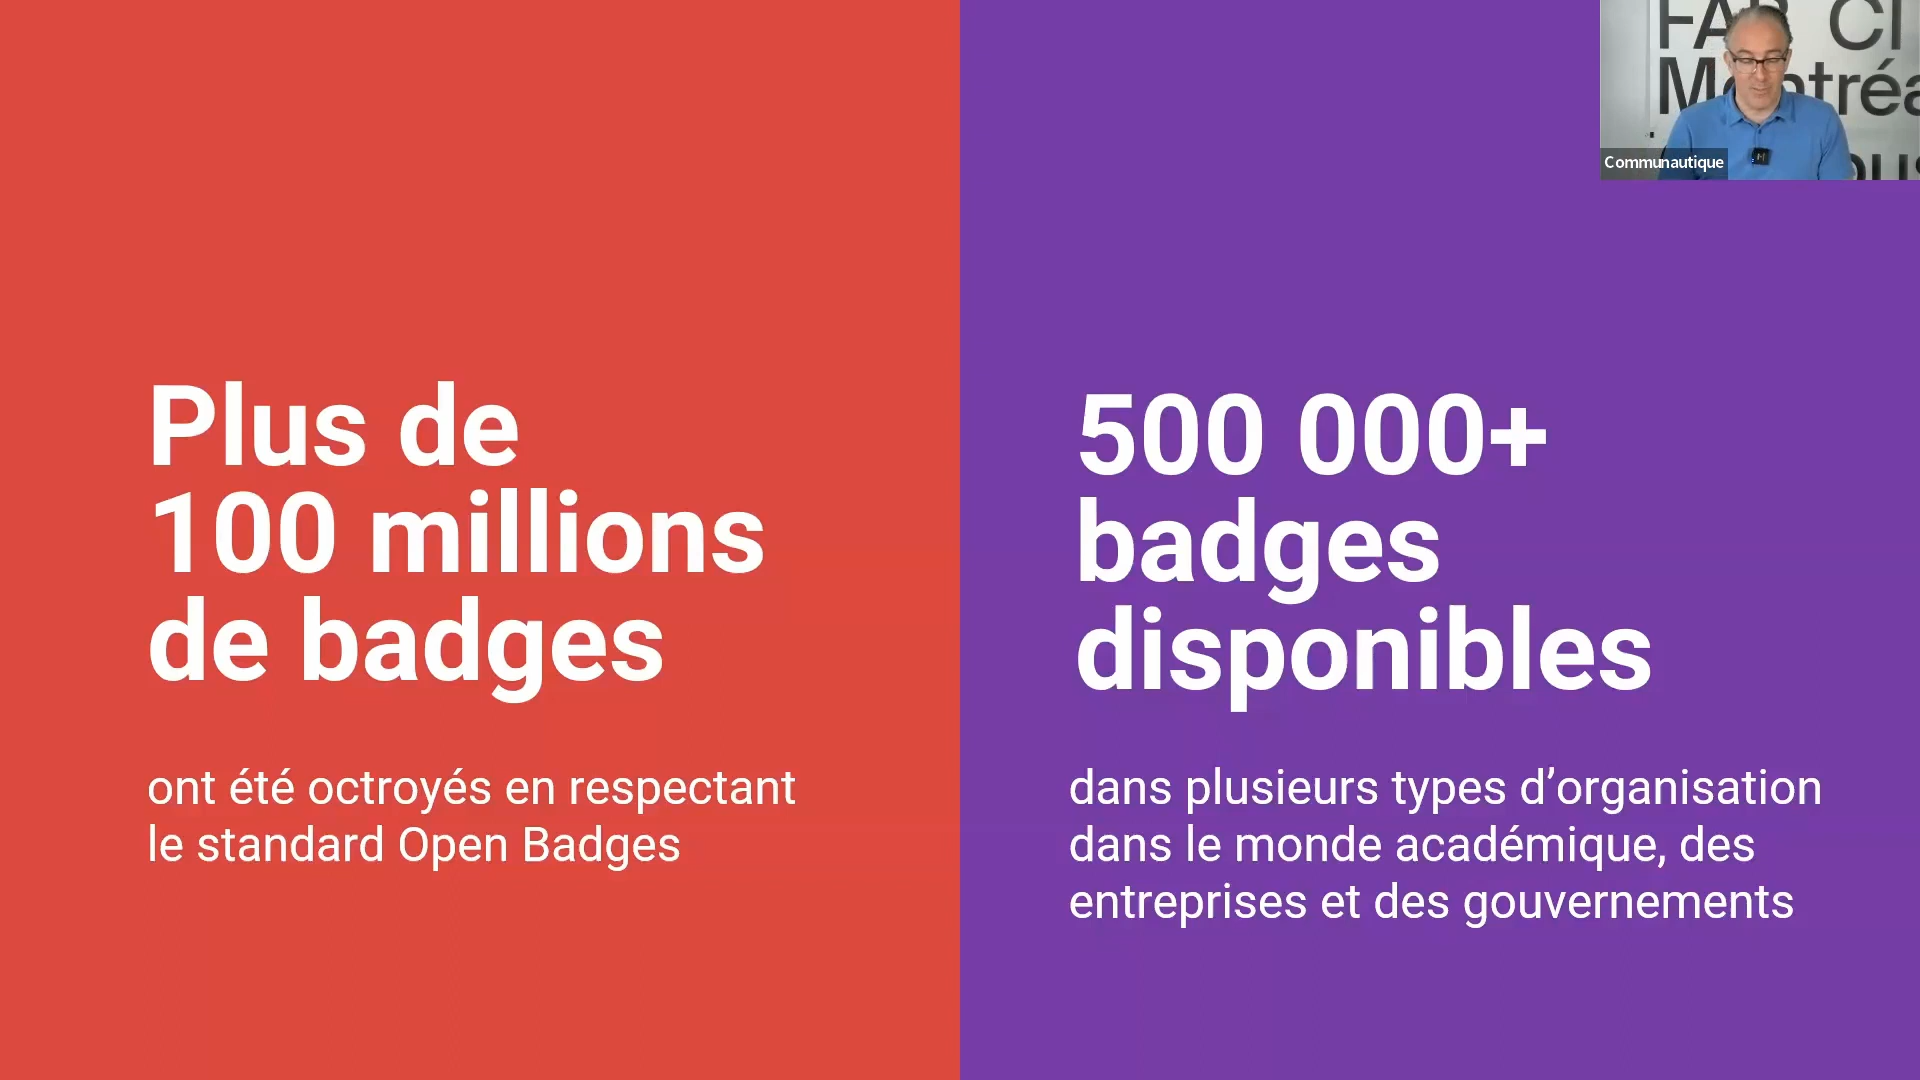 Plus de
100 millions
de badges
ont été octroyés en respectant
le standard Open Badges
500 000+
badges
disponibles
dans plusieurs types d’organisation
dans le monde académique, des
entreprises et des gouvernements
Communautique